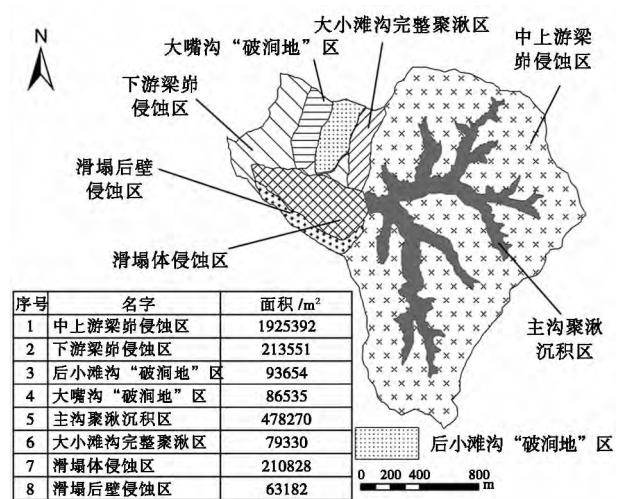 N
大小滩沟完整聚湫区
大嘴沟“破涧地”区
中上游梁
峁侵蚀区
下游梁峁
侵蚀区
滑塌后壁
侵蚀区
滑塌体侵蚀区
主沟聚湫
沉积区
序号 名字 面积/m²
1 中上游梁峁侵蚀区 1925392
2 下游梁峁侵蚀区 213551
3 后小滩沟“破涧地”区 93654
4 大嘴沟“破涧地”区 86535
5 主沟聚湫沉积区 478270
6 大小滩沟完整聚湫区 79330
7 滑塌体侵蚀区 210828
8 滑塌后壁侵蚀区 63182
后小滩沟“破涧地”区
0 200 400 800
m